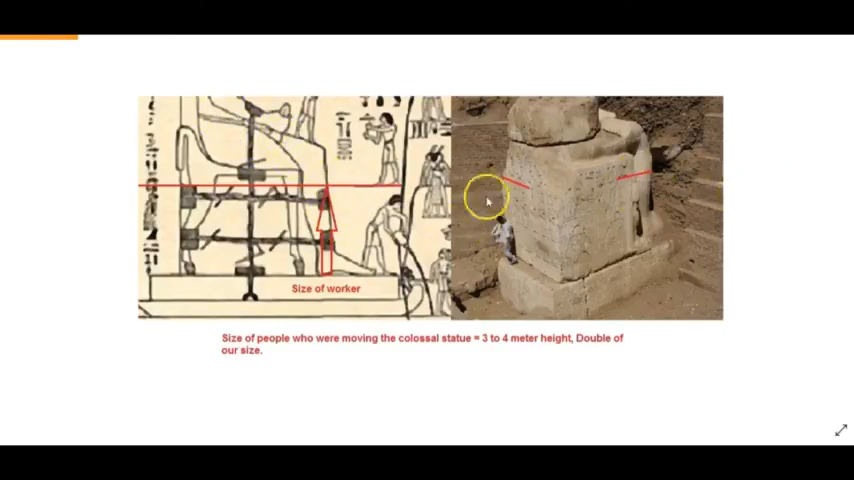 Size of worker
Size of people who were moving the colossal statue = 3 to 4 meter height, Double of
our size.